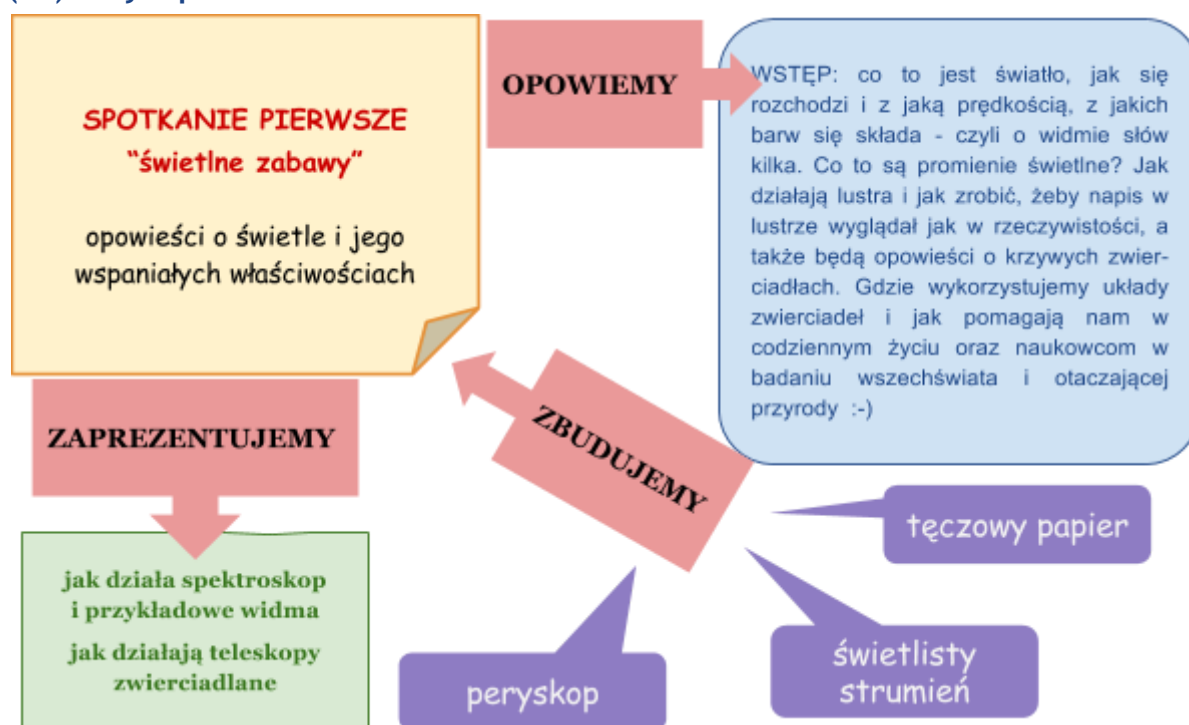 SPOTKANIE PIERWSZE
“świetlne zabawy”
opowieści o świetle i jego
wspaniałych właściwościach
OPOWIEMY
WSTĘP: co to jest światło, jak się
rozchodzi i z jaką prędkością, z jakich
barw się składa - czyli o widmie słów
kilka. Co to są promienie świetlne? Jak
działają lustra i jak zrobić, żeby napis w
lustrze wyglądał jak w rzeczywistości, a
także będą opowieści o krzywych zwier-
ciadłach. Gdzie wykorzystujemy układy
zwierciadeł i jak pomagają nam w
codziennym życiu oraz naukowcom w
badaniu wszechświata i otaczającej
przyrody :-)
ZAPREZENTUJEMY
jak działa spektroskop
i przykładowe widma
jak działają teleskopy
zwierciadlane
ZBUDUJEMY
tęczowy papier
świetlisty
strumień
peryskop